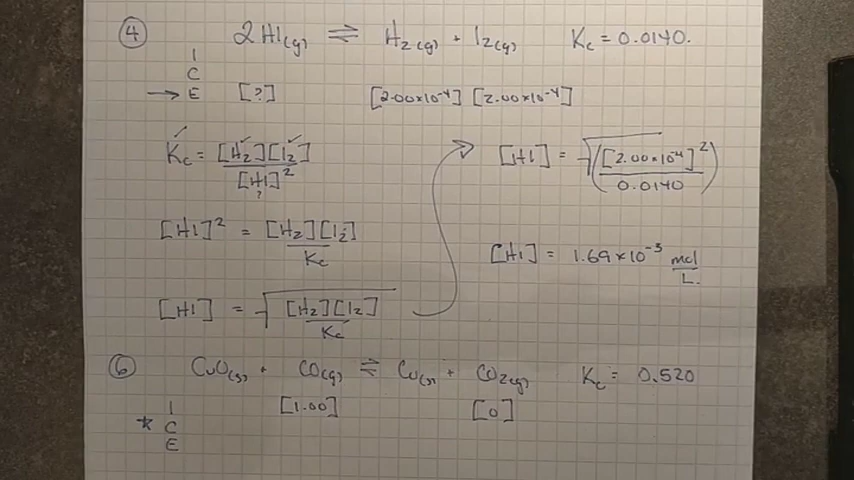 ④ 2HI(g) ⇌ H₂(g) + I₂(g) Kc = 0.0140.
I
C
→ E [?] [2.00×10⁻⁴] [2.00×10⁻⁴]
Kc = [H₂][I₂] / [HI]²
?
[HI]² = [H₂][I₂] / Kc
[HI] = √([H₂][I₂] / Kc)
[HI] = √([2.00×10⁻⁴]² / 0.0140)
[HI] = 1.69×10⁻³ mol/L.
⑥ CuO(s) + CO(g) ⇌ Cu(s) + CO₂(g) Kc = 0.520
I [1.00] [0]
* C
E